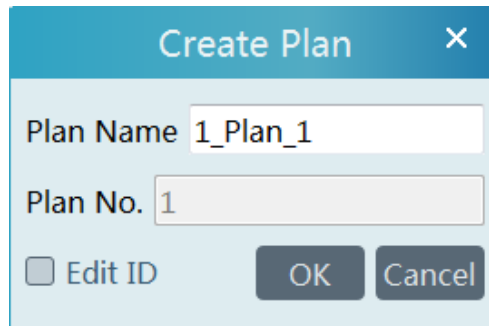 Create Plan
Plan Name 1_Plan_1
Plan No. 1
Edit ID OK Cancel